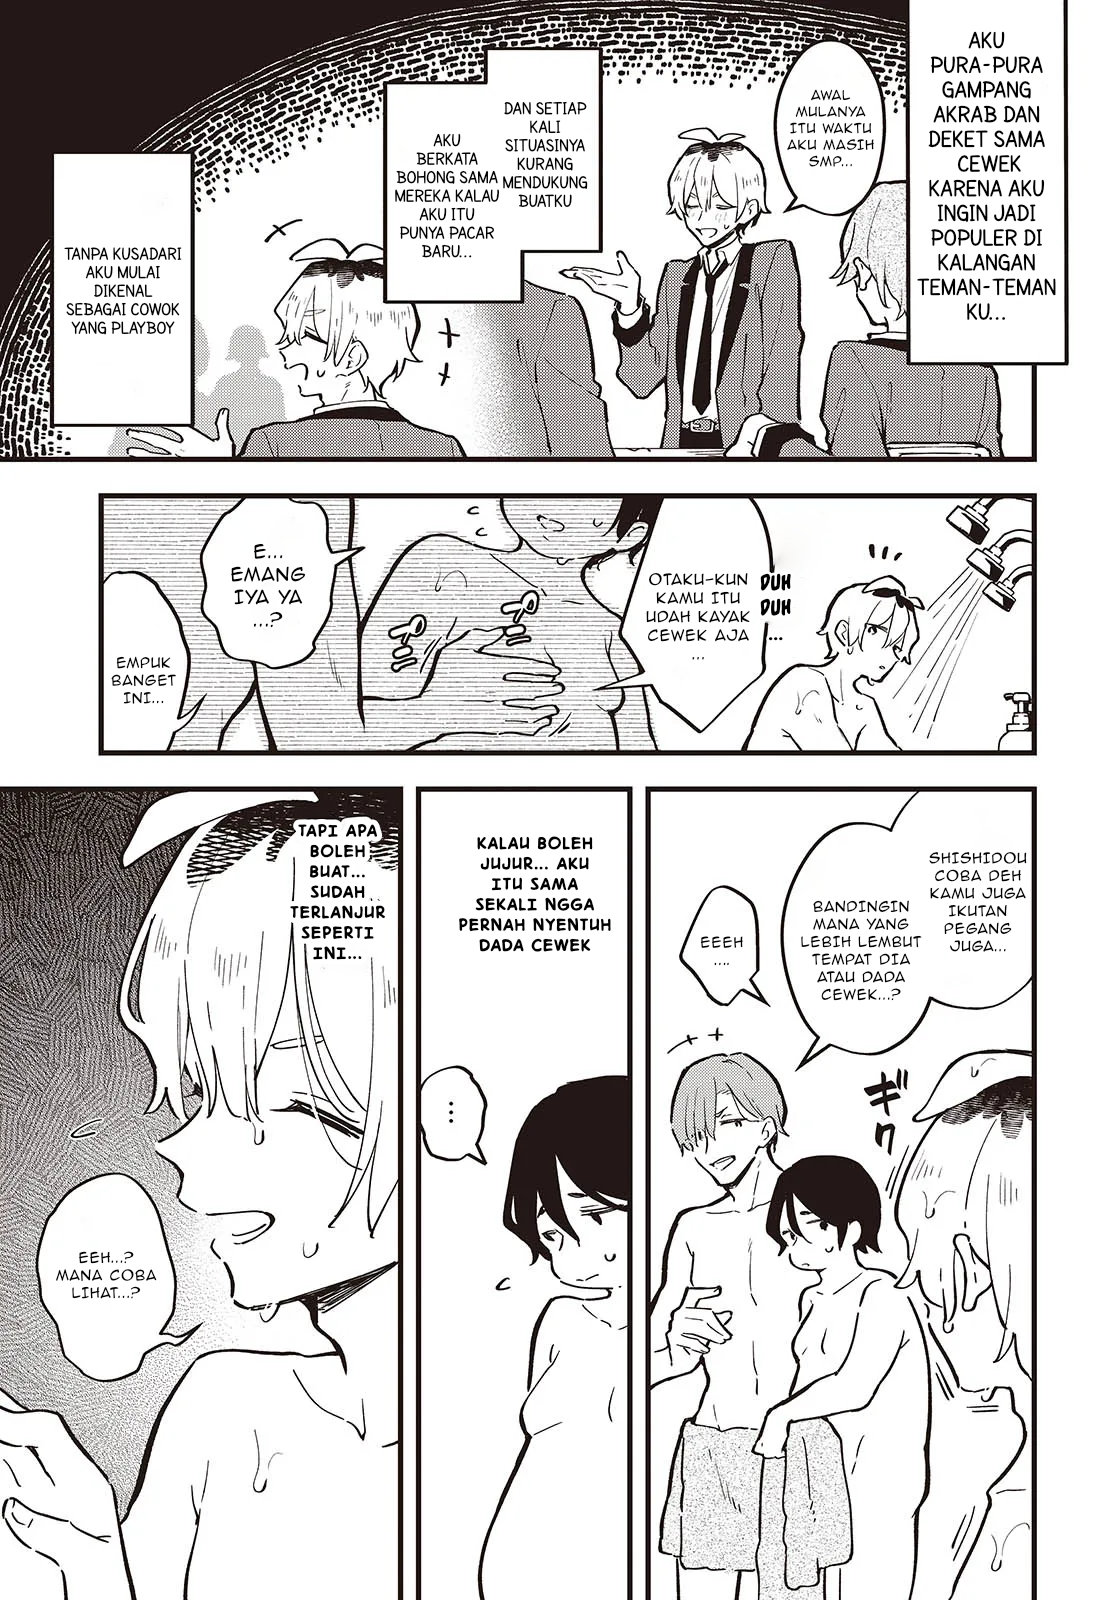 AKU
PURA-PURA
GAMPANG
AKRAB DAN
DEKET SAMA
CEWEK
KARENA AKU
INGIN JADI
POPULER DI
KALANGAN
TEMAN-TEMAN
KU...
AWAL
MULANYA
ITU WAKTU
AKU MASIH
SMP...
DAN SETIAP
KALI
SITUASINYA
KURANG
MENDUKUNG
BUATKU
AKU
BERKATA
BOHONG SAMA
MEREKA KALAU
AKU ITU
PUNYA PACAR
BARU...
TANPA KUSADARI
AKU MULAI
DIKENAL
SEBAGAI COWOK
YANG PLAYBOY
DUH
DUH
...
OTAKU-KUN
KAMU ITU
UDAH KAYAK
CEWEK AJA
...
E...
EMANG
IYA YA
...?
EMPUK
BANGET
INI...
SHISHIDOU
COBA DEH
KAMU JUGA
IKUTAN
PEGANG
JUGA...
BANDINGIN
MANA YANG
LEBIH LEMBUT
TEMPAT DIA
ATAU DADA
CEWEK...?
EEEH
....
ギク
KALAU BOLEH
JUJUR... AKU
ITU SAMA
SEKALI NGGA
PERNAH NYENTUH
DADA CEWEK
...
TAPI APA
BOLEH
BUAT...
SUDAH
TERLANJUR
SEPERTI
INI...
EEH...?
MANA COBA
LIHAT...?